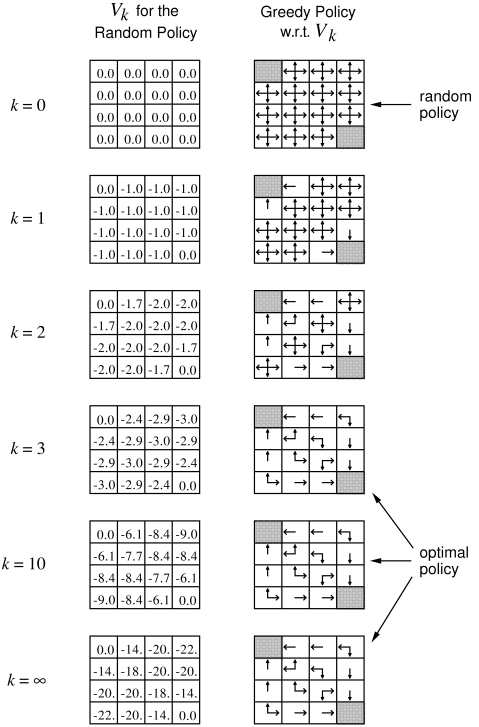 Vk for the
Random Policy
Greedy Policy
w.r.t. Vk
k = 0
0.0 0.0 0.0 0.0
0.0 0.0 0.0 0.0
0.0 0.0 0.0 0.0
0.0 0.0 0.0 0.0
random
policy
k = 1
0.0 -1.0 -1.0 -1.0
-1.0 -1.0 -1.0 -1.0
-1.0 -1.0 -1.0 -1.0
-1.0 -1.0 -1.0 0.0
k = 2
0.0 -1.7 -2.0 -2.0
-1.7 -2.0 -2.0 -2.0
-2.0 -2.0 -2.0 -1.7
-2.0 -2.0 -1.7 0.0
k = 3
0.0 -2.4 -2.9 -3.0
-2.4 -2.9 -3.0 -2.9
-2.9 -3.0 -2.9 -2.4
-3.0 -2.9 -2.4 0.0
k = 10
0.0 -6.1 -8.4 -9.0
-6.1 -7.7 -8.4 -8.4
-8.4 -8.4 -7.7 -6.1
-9.0 -8.4 -6.1 0.0
optimal
policy
k = ∞
0.0 -14. -20. -22.
-14. -18. -20. -20.
-20. -20. -18. -14.
-22. -20. -14. 0.0